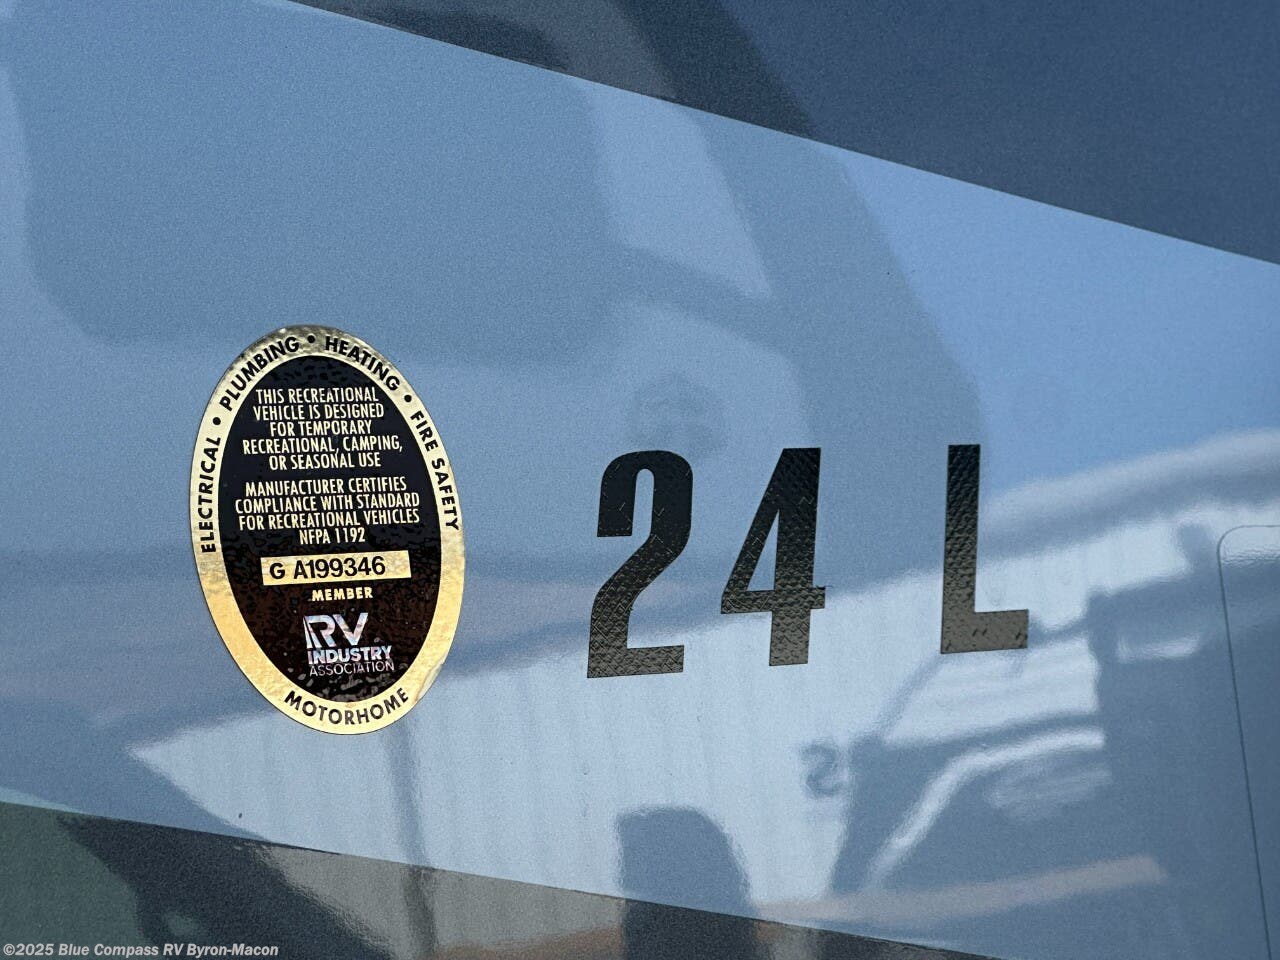 ELECTRICAL • PLUMBING • HEATING • FIRE SAFETY
THIS RECREATIONAL
VEHICLE IS DESIGNED
FOR TEMPORARY
RECREATIONAL, CAMPING,
OR SEASONAL USE
MANUFACTURER CERTIFIES
COMPLIANCE WITH STANDARD
FOR RECREATIONAL VEHICLES
NFPA 1192
G A199346
MEMBER
RV
INDUSTRY
ASSOCIATION
MOTORHOME
24 L
©2025 Blue Compass RV Byron-Macon